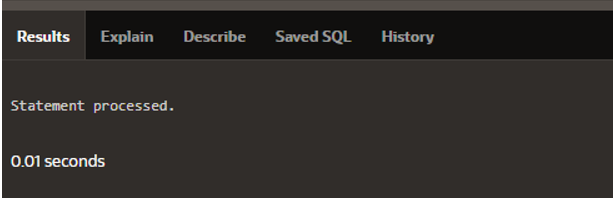 Results Explain Describe Saved SQL History
Statement processed.
0.01 seconds